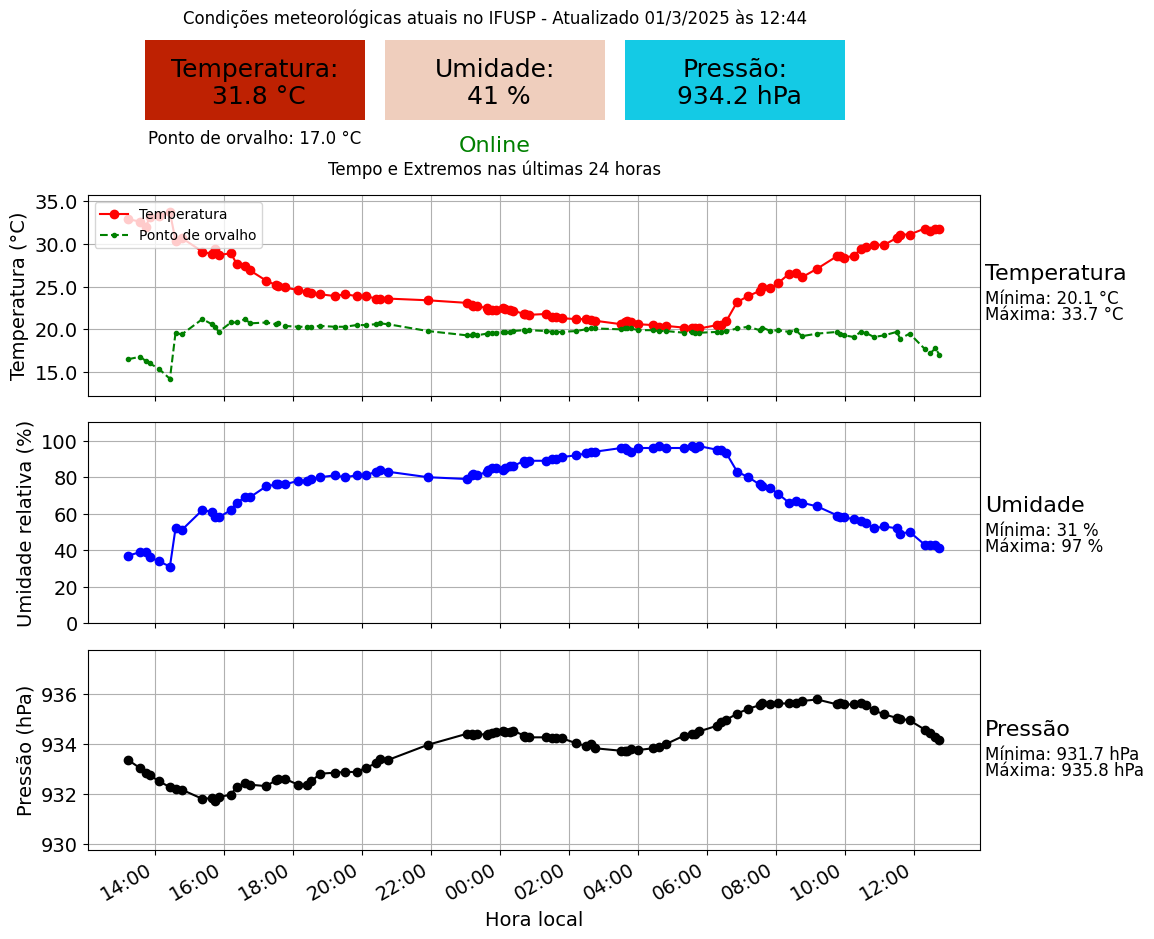 Condições meteorológicas atuais no IFUSP - Atualizado 01/3/2025 às 12:44
Temperatura:
31.8 °C
Umidade:
41 %
Pressão:
934.2 hPa
Ponto de orvalho: 17.0 °C
Online
Tempo e Extremos nas últimas 24 horas
Temperatura (°C)
35.0
30.0
25.0
20.0
15.0
Temperatura
Ponto de orvalho
Temperatura
Mínima: 20.1 °C
Máxima: 33.7 °C
Umidade relativa (%)
100
80
60
40
20
0
Umidade
Mínima: 31 %
Máxima: 97 %
Pressão (hPa)
936
934
932
930
Pressão
Mínima: 931.7 hPa
Máxima: 935.8 hPa
14:00 16:00 18:00 20:00 22:00 00:00 02:00 04:00 06:00 08:00 10:00 12:00
Hora local